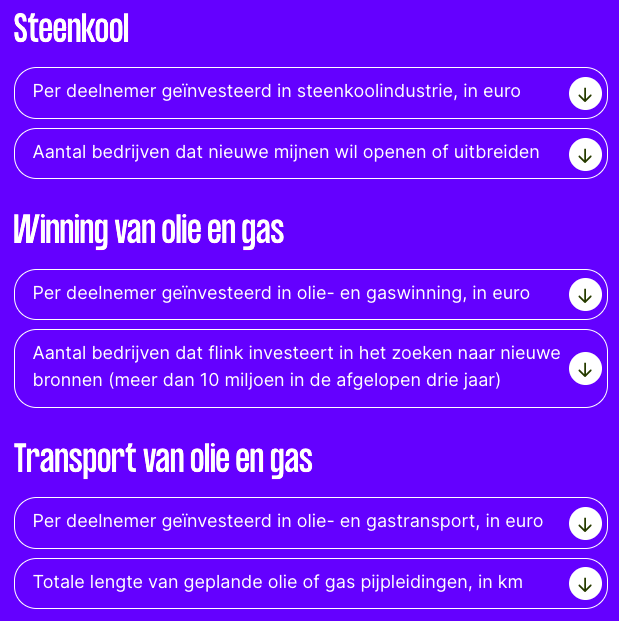 Steenkool
Per deelnemer geïnvesteerd in steenkoolindustrie, in euro
Aantal bedrijven dat nieuwe mijnen wil openen of uitbreiden
Winning van olie en gas
Per deelnemer geïnvesteerd in olie- en gaswinning, in euro
Aantal bedrijven dat flink investeert in het zoeken naar nieuwe
bronnen (meer dan 10 miljoen in de afgelopen drie jaar)
Transport van olie en gas
Per deelnemer geïnvesteerd in olie- en gastransport, in euro
Totale lengte van geplande olie of gas pijpleidingen, in km